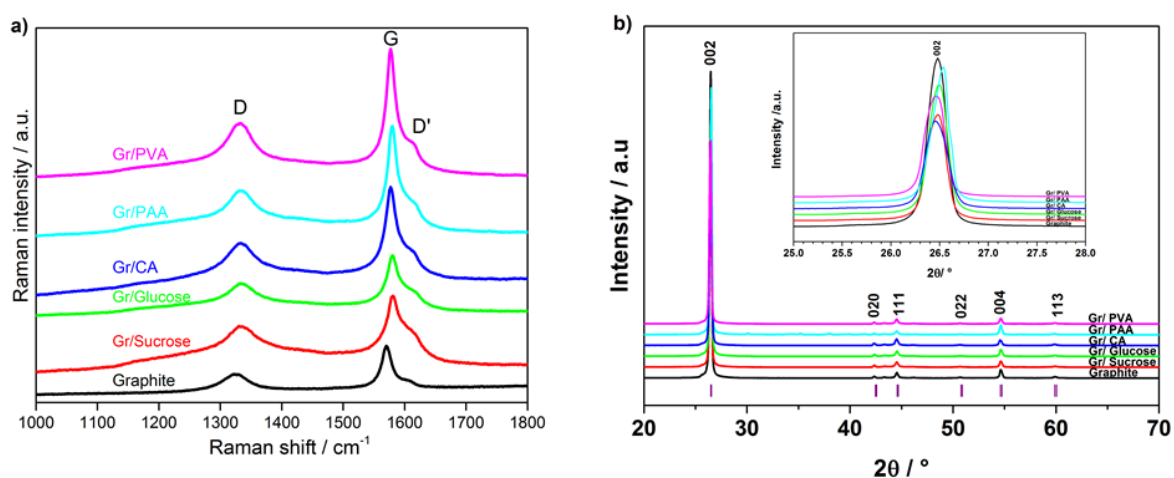 a)
Raman intensity / a.u.
G
D
D'
Gr/PVA
Gr/PAA
Gr/CA
Gr/Glucose
Gr/Sucrose
Graphite
1000 1100 1200 1300 1400 1500 1600 1700 1800
Raman shift / cm-1
b)
Intensity / a.u
002
Intensity /a.u.
002
Gr/ PVA
Gr/ PAA
Gr/ CA
Gr/ Glucose
Gr/ Sucrose
Graphite
25.0 25.5 26.0 26.5 27.0 27.5 28.0
2θ/ °
020
111
022
004
113
Gr/ PVA
Gr/ PAA
Gr/ CA
Gr/ Glucose
Gr/ Sucrose
Graphite
20 30 40 50 60 70
2θ / °